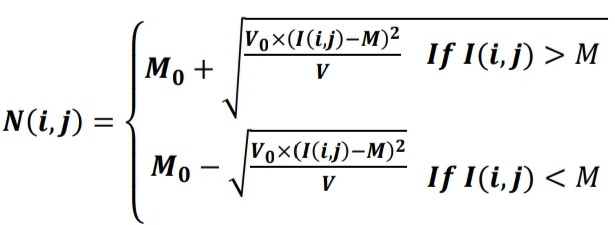 M₀ + √(V₀×(I(i,j)−M)²/V) If I(i,j) > M
N(i,j) = {
M₀ − √(V₀×(I(i,j)−M)²/V) If I(i,j) < M